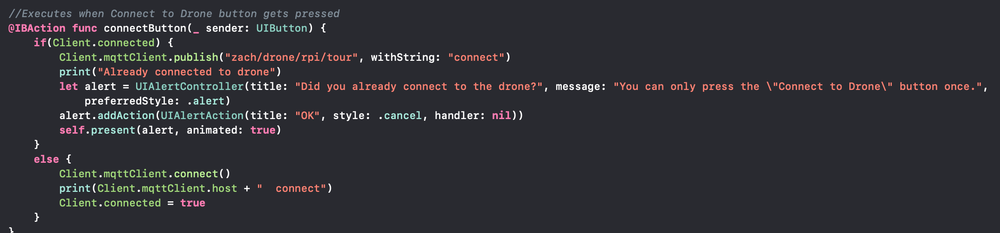 //Executes when Connect to Drone button gets pressed
@IBAction func connectButton(_ sender: UIButton) {
    if(Client.connected) {
        Client.mqttClient.publish("zach/drone/rpi/tour", withString: "connect")
        print("Already connected to drone")
        let alert = UIAlertController(title: "Did you already connect to the drone?", message: "You can only press the \"Connect to Drone\" button once.",
            preferredStyle: .alert)
        alert.addAction(UIAlertAction(title: "OK", style: .cancel, handler: nil))
        self.present(alert, animated: true)
    }
    else {
        Client.mqttClient.connect()
        print(Client.mqttClient.host + "  connect")
        Client.connected = true
    }
}